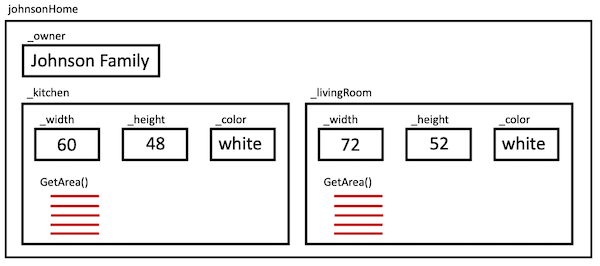 johnsonHome
_owner
Johnson Family
_kitchen
_width _height _color
60 48 white
GetArea()
_livingRoom
_width _height _color
72 52 white
GetArea()